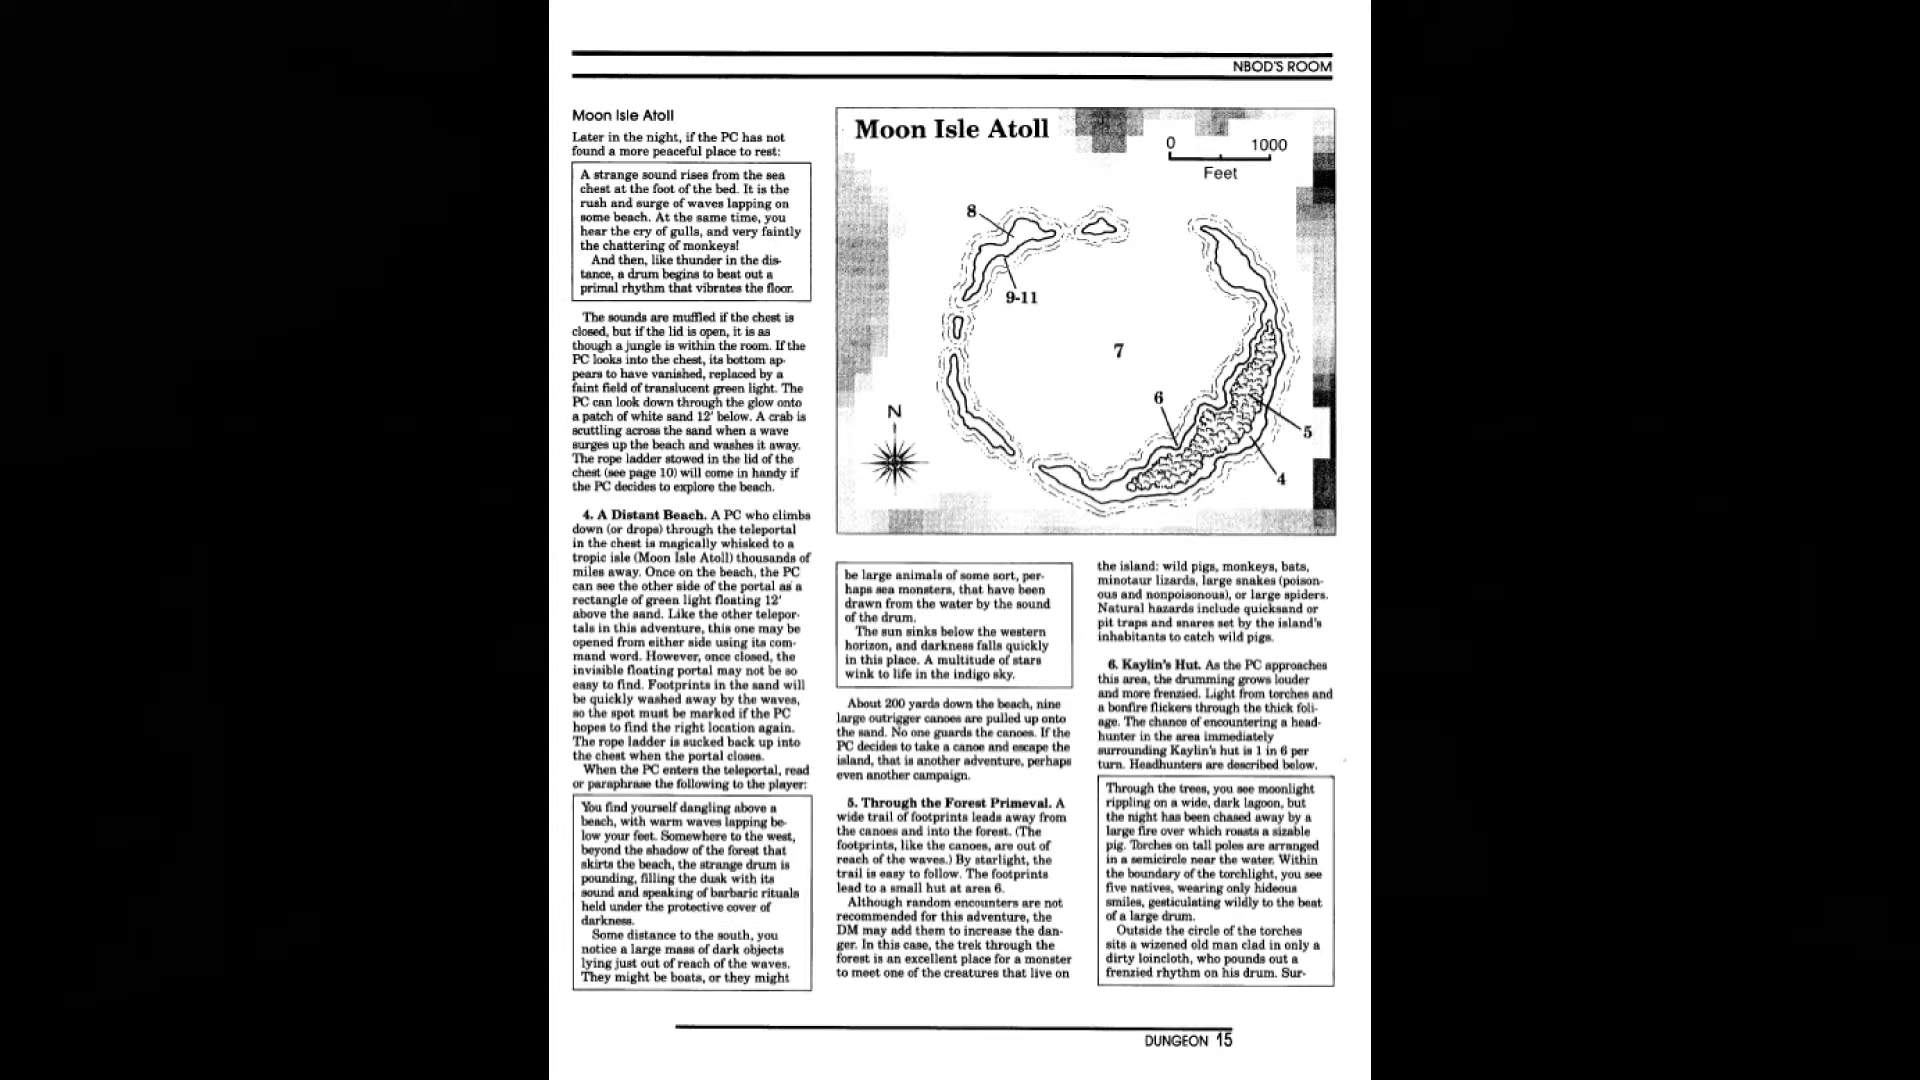 NBOD'S ROOM
Moon Isle Atoll
Later in the night, if the PC has not
found a more peaceful place to rest:
A strange sound rises from the sea
chest at the foot of the bed. It is the
rush and surge of waves lapping on
some beach. At the same time, you
hear the cry of gulls, and very faintly
the chattering of monkeys!
And then, like thunder in the dis-
tance, a drum begins to beat out a
primal rhythm that vibrates the floor.
The sounds are muffled if the chest is
closed, but if the lid is open, it is as
though a jungle is within the room. If the
PC looks into the chest, its bottom ap-
pears to have vanished, replaced by a
faint field of translucent green light. The
PC can look down through the glow onto
a patch of white sand 12' below. A crab is
scuttling across the sand when a wave
surges up the beach and washes it away.
The rope ladder stowed in the lid of the
chest (see page 10) will come in handy if
the PC decides to explore the beach.
4. A Distant Beach. A PC who climbs
down (or drops) through the teleportal
in the chest is magically whisked to a
tropic isle (Moon Isle Atoll) thousands of
miles away. Once on the beach, the PC
can see the other side of the portal as a
rectangle of green light floating 12'
above the sand. Like the other telepor-
tals in this adventure, this one may be
opened from either side using its com-
mand word. However, once closed, the
invisible floating portal may not be so
easy to find. Footprints in the sand will
be quickly washed away by the waves,
so the spot must be marked if the PC
hopes to find the right location again.
The rope ladder is sucked back up into
the chest when the portal closes.
When the PC enters the teleportal, read
or paraphrase the following to the player:
You find yourself dangling above a
beach, with warm waves lapping be-
low your feet. Somewhere to the west,
beyond the shadow of the forest that
skirts the beach, the strange drum is
pounding, filling the dusk with its
sound and speaking of barbaric rituals
held under the protective cover of
darkness.
Some distance to the south, you
notice a large mass of dark objects
lying just out of reach of the waves.
They might be boats, or they might
Moon Isle Atoll
0 1000
Feet
8
9-11
7
6
N
5
4
be large animals of some sort, per-
haps sea monsters, that have been
drawn from the water by the sound
of the drum.
The sun sinks below the western
horizon, and darkness falls quickly
in this place. A multitude of stars
wink to life in the indigo sky.
About 200 yards down the beach, nine
large outrigger canoes are pulled up onto
the sand. No one guards the canoes. If the
PC decides to take a canoe and escape the
island, that is another adventure, perhaps
even another campaign.
5. Through the Forest Primeval. A
wide trail of footprints leads away from
the canoes and into the forest. (The
footprints, like the canoes, are out of
reach of the waves.) By starlight, the
trail is easy to follow. The footprints
lead to a small hut at area 6.
Although random encounters are not
recommended for this adventure, the
DM may add them to increase the dan-
ger. In this case, the trek through the
forest is an excellent place for a monster
to meet one of the creatures that live on
the island: wild pigs, monkeys, bats,
minotaur lizards, large snakes (poison-
ous and nonpoisonous), or large spiders.
Natural hazards include quicksand or
pit traps and snares set by the island's
inhabitants to catch wild pigs.
6. Kaylin's Hut. As the PC approaches
this area, the drumming grows louder
and more frenzied. Light from torches and
a bonfire flickers through the thick foli-
age. The chance of encountering a head-
hunter in the area immediately
surrounding Kaylin's hut is 1 in 6 per
turn. Headhunters are described below.
Through the trees, you see moonlight
rippling on a wide, dark lagoon, but
the night has been chased away by a
large fire over which roasts a sizable
pig. Torches on tall poles are arranged
in a semicircle near the water. Within
the boundary of the torchlight, you see
five natives, wearing only hideous
smiles, gesticulating wildly to the beat
of a large drum.
Outside the circle of the torches
sits a wizened old man clad in only a
dirty loincloth, who pounds out a
frenzied rhythm on his drum. Sur-
DUNGEON 15